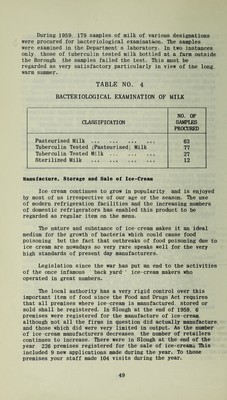 During 1959, 179 samples of milk of various designations
were procured for bacteriological examination. The samples
were examined in the Department's laboratory. In two instances
only, those of tuberculin tested milk bottled at a farm outside
the Borough the samples failed the test. This must be
regarded as very satisfactory particularly in view of the long
warm summer.
TABLE NO. 4
BACTERIOLOGICAL EXAMINATION OF MILK
CLASSIFICATION
NO. OF
SAMPLES
PROCURED
Pasteurised Milk ... ... ... ... 63
Tuberculin Tested (Pasteurised) Milk 77
Tuberculin Tested Milk ... ... ... 27
Sterilised Milk ... ... ... ... 12
Manufacture, Storage and Sale of Ice-Cream
Ice cream continues to grow in popularity and is enjoyed
by most of us irrespective of our age or the season. The use
of modern refrigeration facilities and the increasing numbers
of domestic refrigerators has enabled this product to be
regarded as regular item on the menu.
The nature and substance of ice-cream makes it an ideal
medium for the growth of bacteria which could cause food
poisoning but the fact that outbreaks of food poisoning due to
ice cream are nowadays so very rare speaks well for the very
high standards of present day manufacturers.
Legislation since the war has put an end to the activities
of the once infamous 'back yard' ice-cream makers who
operated in great numbers.
The local authority has a very rigid control over this
important item of food since the Food and Drugs Act requires
that all premises where ice-cream is manufactured, stored or
sold shall be registered. In Slough at the end of 1959, 6
premises were registered for the manufacture of ice-cream,
although not all the firms in question did actually manufacture,
and those which did were very limited in output. As the number
of ice-cream manufacturers decreases the number of retailers
continues to increase. There were in Slough at the end of the
year 236 premises registered for the sale of ice-cream. This
included 9 new applications made during the year. To those
premises your staff made 104 visits during the year.
49